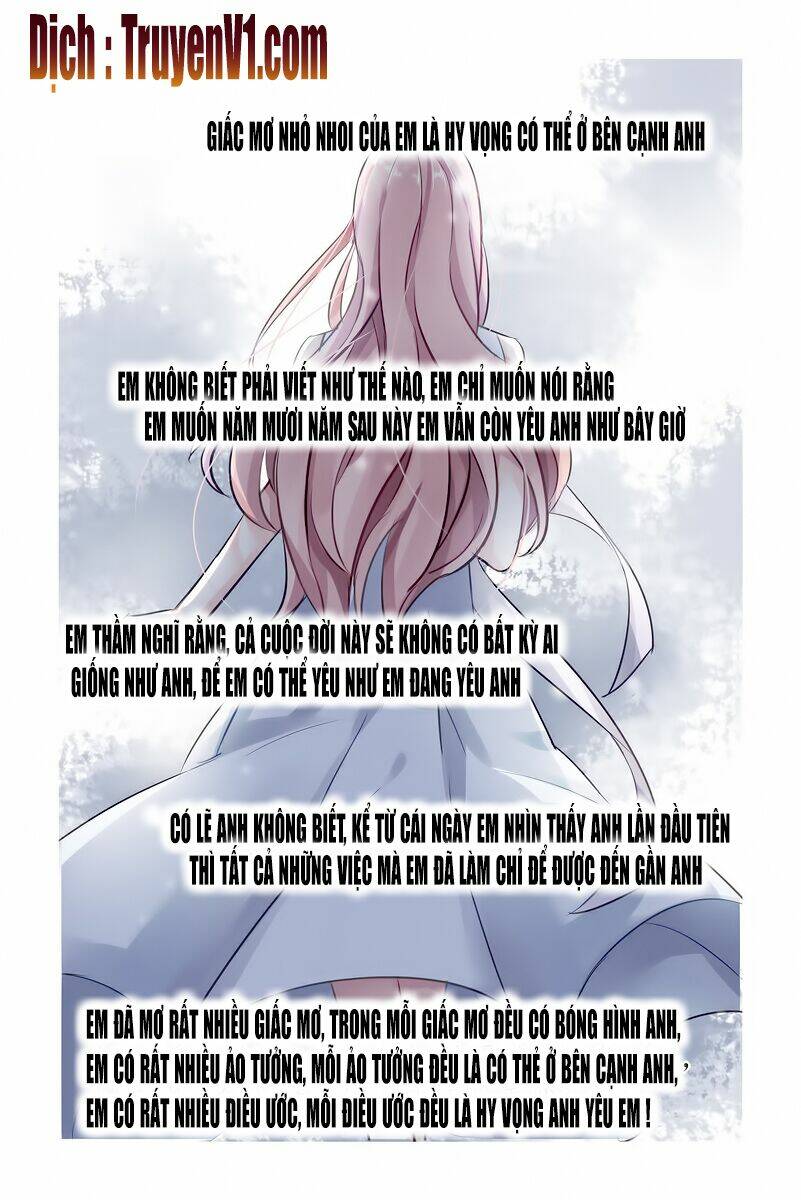 Dịch : TruyenV1.com
GIẤC MƠ NHỎ NHOI CỦA EM LÀ HY VỌNG CÓ THỂ Ở BÊN CẠNH ANH
EM KHÔNG BIẾT PHẢI VIẾT NHƯ THẾ NÀO, EM CHỈ MUỐN NÓI RẰNG
EM MUỐN NĂM MƯƠI NĂM SAU NÀY EM VẪN CÒN YÊU ANH NHƯ BÂY GIỜ
EM THẦM NGHĨ RẰNG, CẢ CUỘC ĐỜI NÀY SẼ KHÔNG CÓ BẤT KỲ AI
GIỐNG NHƯ ANH, ĐỂ EM CÓ THỂ YÊU NHƯ EM ĐANG YÊU ANH
CÓ LẼ ANH KHÔNG BIẾT, KỂ TỪ CÁI NGÀY EM NHÌN THẤY ANH LẦN ĐẦU TIÊN
THÌ TẤT CẢ NHỮNG VIỆC MÀ EM ĐÃ LÀM CHỈ ĐỂ ĐƯỢC ĐẾN GẦN ANH
EM ĐÃ MƠ RẤT NHIỀU GIẤC MƠ, TRONG MỖI GIẤC MƠ ĐỀU CÓ BÓNG HÌNH ANH,
EM CÓ RẤT NHIỀU ẢO TƯỞNG, MỖI ẢO TƯỞNG ĐỀU LÀ CÓ THẺ Ở BÊN CẠNH ANH, ,
EM CÓ RẤT NHIỀU ĐIỀU ƯỚC, MỖI ĐIỀU ƯỚC ĐỀU LÀ HY VỌNG ANH YÊU EM !